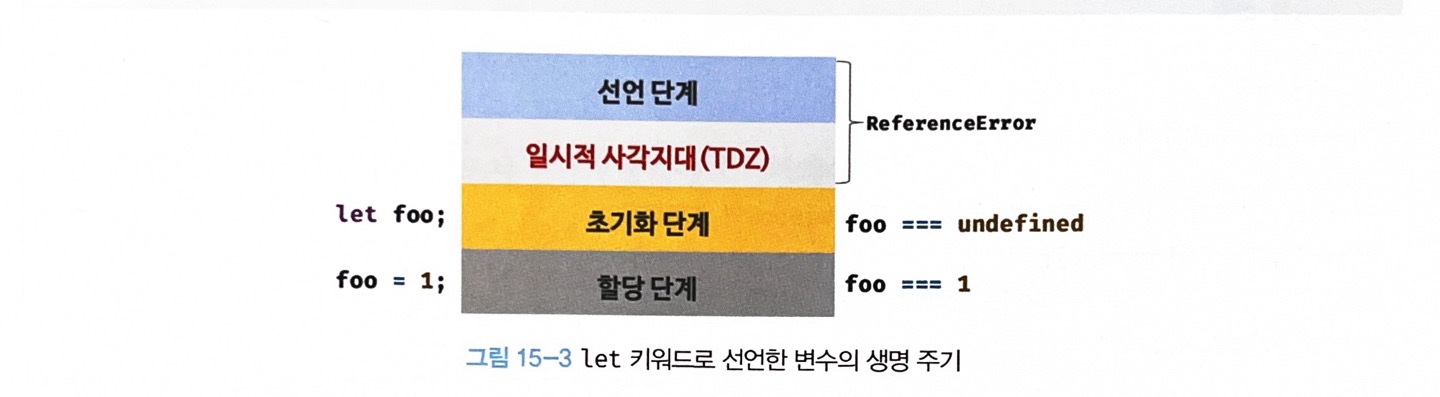 선언 단계
ReferenceError
일시적 사각지대(TDZ)
let foo; 초기화 단계 foo === undefined
foo = 1; 할당 단계 foo === 1
그림 15-3 let 키워드로 선언한 변수의 생명 주기